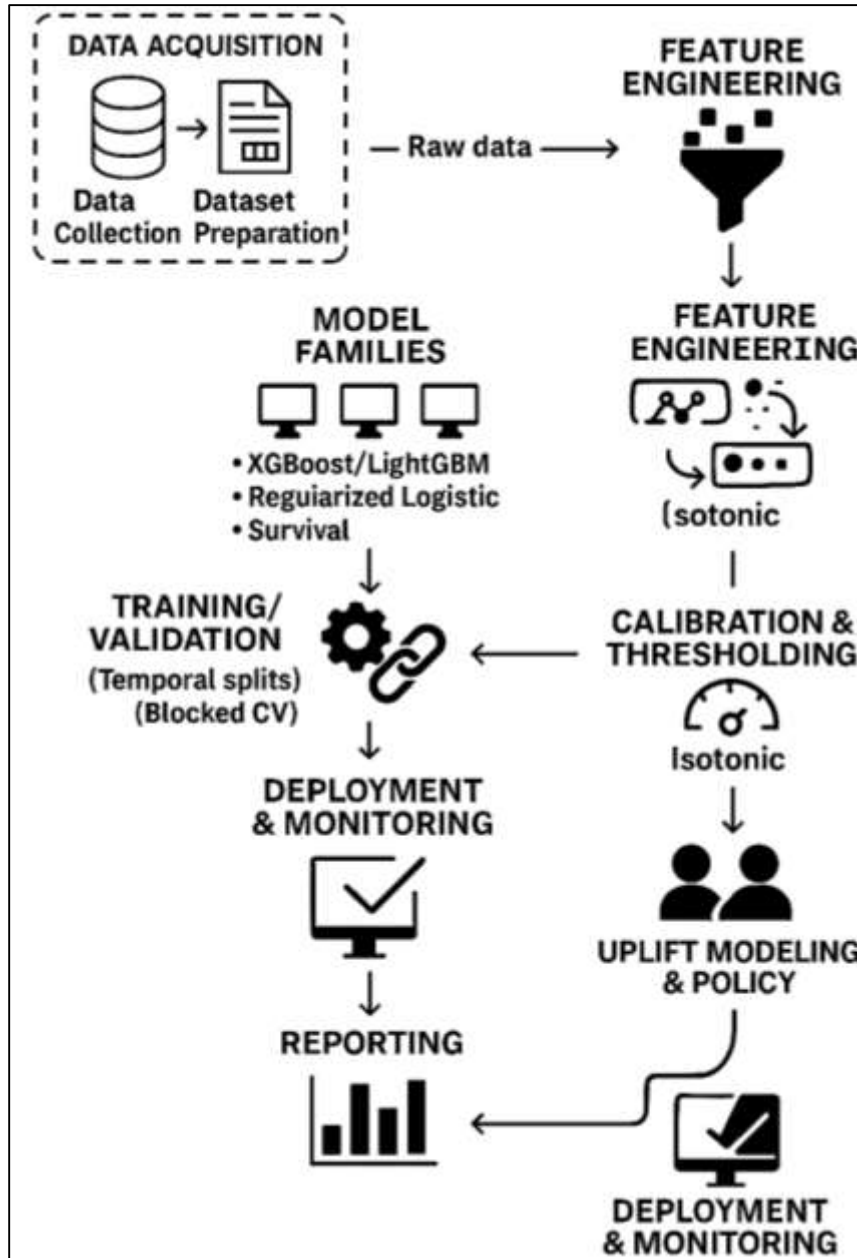 DATA ACQUISITION
Data
Collection
Dataset
Preparation
Raw data
FEATURE
ENGINEERING
FEATURE
ENGINEERING
(sotonic
MODEL
FAMILIES
• XGBoost/LightGBM
• Reguiarized Logistic
• Survival
TRAINING/
VALIDATION
(Temporal splits)
(Blocked CV)
CALIBRATION &
THRESHOLDING
Isotonic
DEPLOYMENT
& MONITORING
UPLIFT MODELING
& POLICY
REPORTING
DEPLOYMENT
& MONITORING